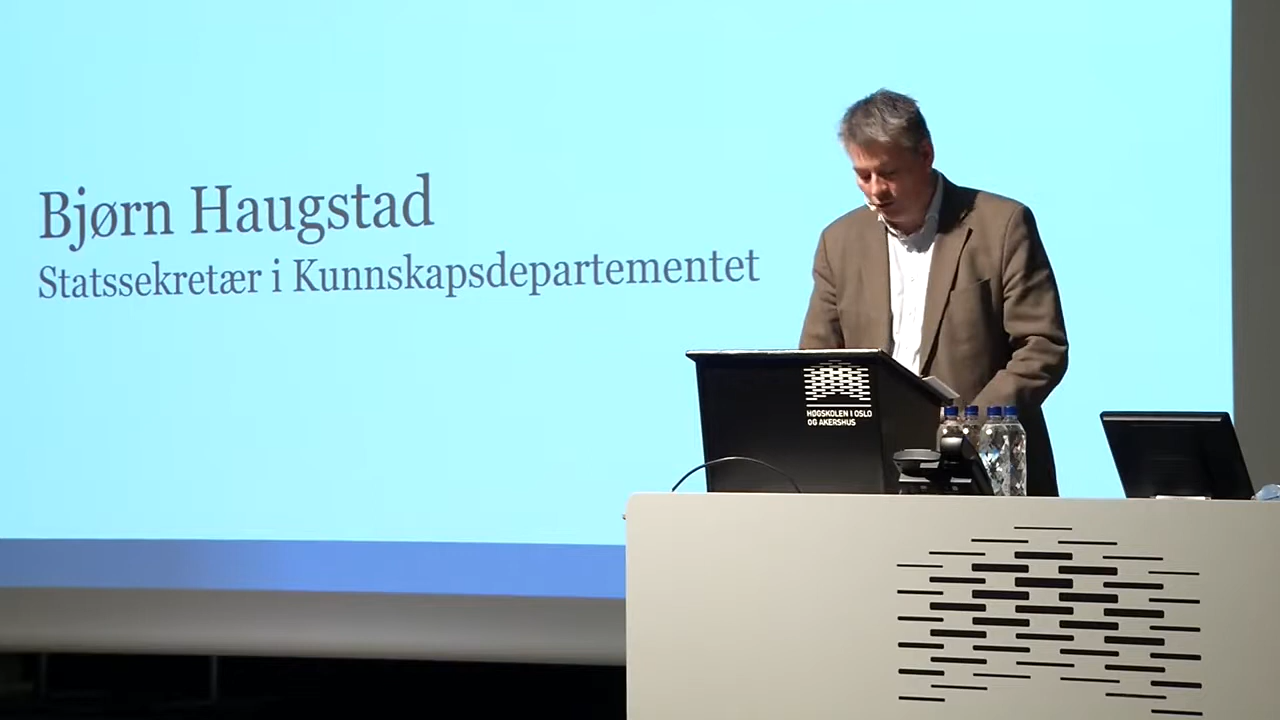 Bjørn Haugstad
Statssekretær i Kunnskapsdepartementet
HØGSKOLEN I OSLO
OG AKERSHUS